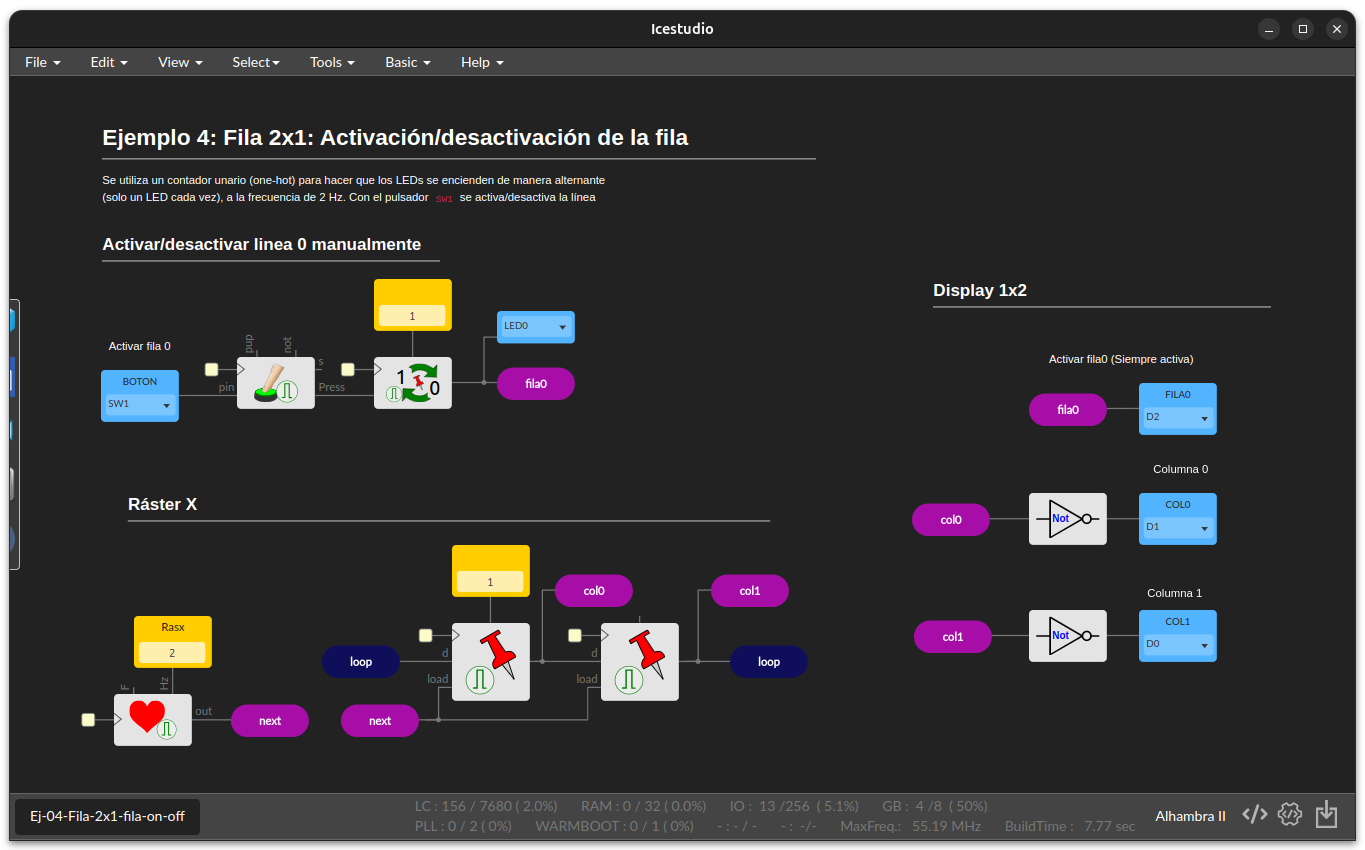 Icestudio
File Edit View Select Tools Basic Help
Ejemplo 4: Fila 2x1: Activación/desactivación de la fila
Se utiliza un contador unario (one-hot) para hacer que los LEDs se encienden de manera alternante
(solo un LED cada vez), a la frecuencia de 2 Hz. Con el pulsador SW1 se activa/desactiva la línea
Activar/desactivar linea 0 manualmente
1
LED0
Activar fila 0
pup not
s
BOTON
pin Press
SW1
1 0
fila0
Display 1x2
Activar fila0 (Siempre activa)
fila0
FILA0
D2
Columna 0
col0
Not
COL0
D1
Columna 1
col1
Not
COL1
D0
Ráster X
1
col0 col1
Rasx
2
loop
d
load
d
load
loop
F Hz
out
next next
Ej-04-Fila-2x1-fila-on-off
LC : 156 / 7680 ( 2.0%) RAM : 0 / 32 ( 0.0%) IO : 13 /256 ( 5.1%) GB : 4 /8 ( 50%)
PLL : 0 / 2 ( 0%) WARMBOOT : 0 / 1 ( 0%) - : - / - - : -/- MaxFreq.: 55.19 MHz BuildTime : 7.77 sec
Alhambra II